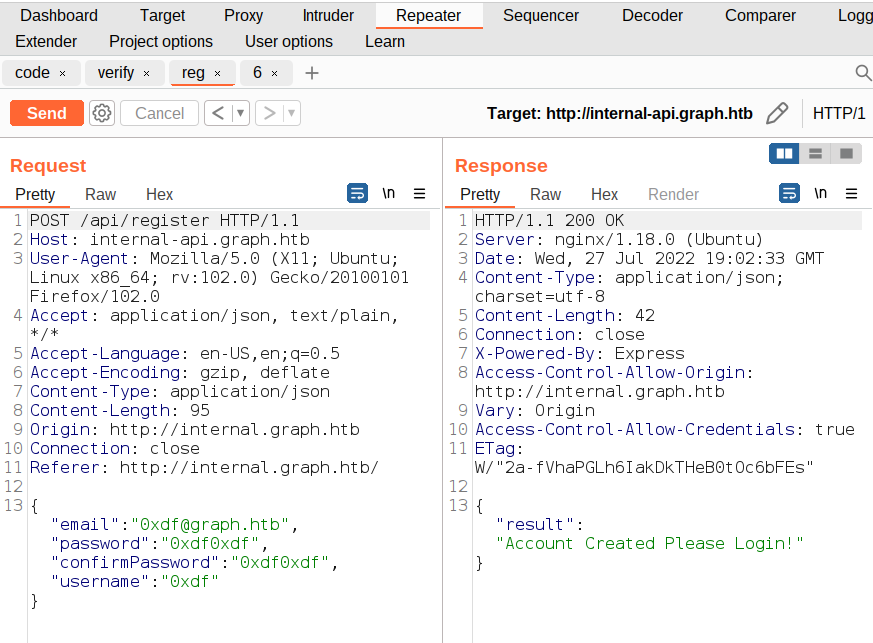 Dashboard Target Proxy Intruder Repeater Sequencer Decoder Comparer Logg
Extender Project options User options Learn
code × verify × reg × 6 × +
Send Cancel < ▼ > ▼ Target: http://internal-api.graph.htb HTTP/1
Request
Pretty Raw Hex \n ≡
1 POST /api/register HTTP/1.1
2 Host: internal-api.graph.htb
3 User-Agent: Mozilla/5.0 (X11; Ubuntu;
Linux x86_64; rv:102.0) Gecko/20100101
Firefox/102.0
4 Accept: application/json, text/plain,
*/*
5 Accept-Language: en-US,en;q=0.5
6 Accept-Encoding: gzip, deflate
7 Content-Type: application/json
8 Content-Length: 95
9 Origin: http://internal.graph.htb
10 Connection: close
11 Referer: http://internal.graph.htb/
12
13 {
"email":"0xdf@graph.htb",
"password":"0xdf0xdf",
"confirmPassword":"0xdf0xdf",
"username":"0xdf"
}
Response
Pretty Raw Hex Render \n ≡
1 HTTP/1.1 200 OK
2 Server: nginx/1.18.0 (Ubuntu)
3 Date: Wed, 27 Jul 2022 19:02:33 GMT
4 Content-Type: application/json;
charset=utf-8
5 Content-Length: 42
6 Connection: close
7 X-Powered-By: Express
8 Access-Control-Allow-Origin:
http://internal.graph.htb
9 Vary: Origin
10 Access-Control-Allow-Credentials: true
11 ETag:
W/"2a-fVhaPGLh6IakDkTHeB0tOc6bFEs"
12
13 {
"result":
"Account Created Please Login!"
}